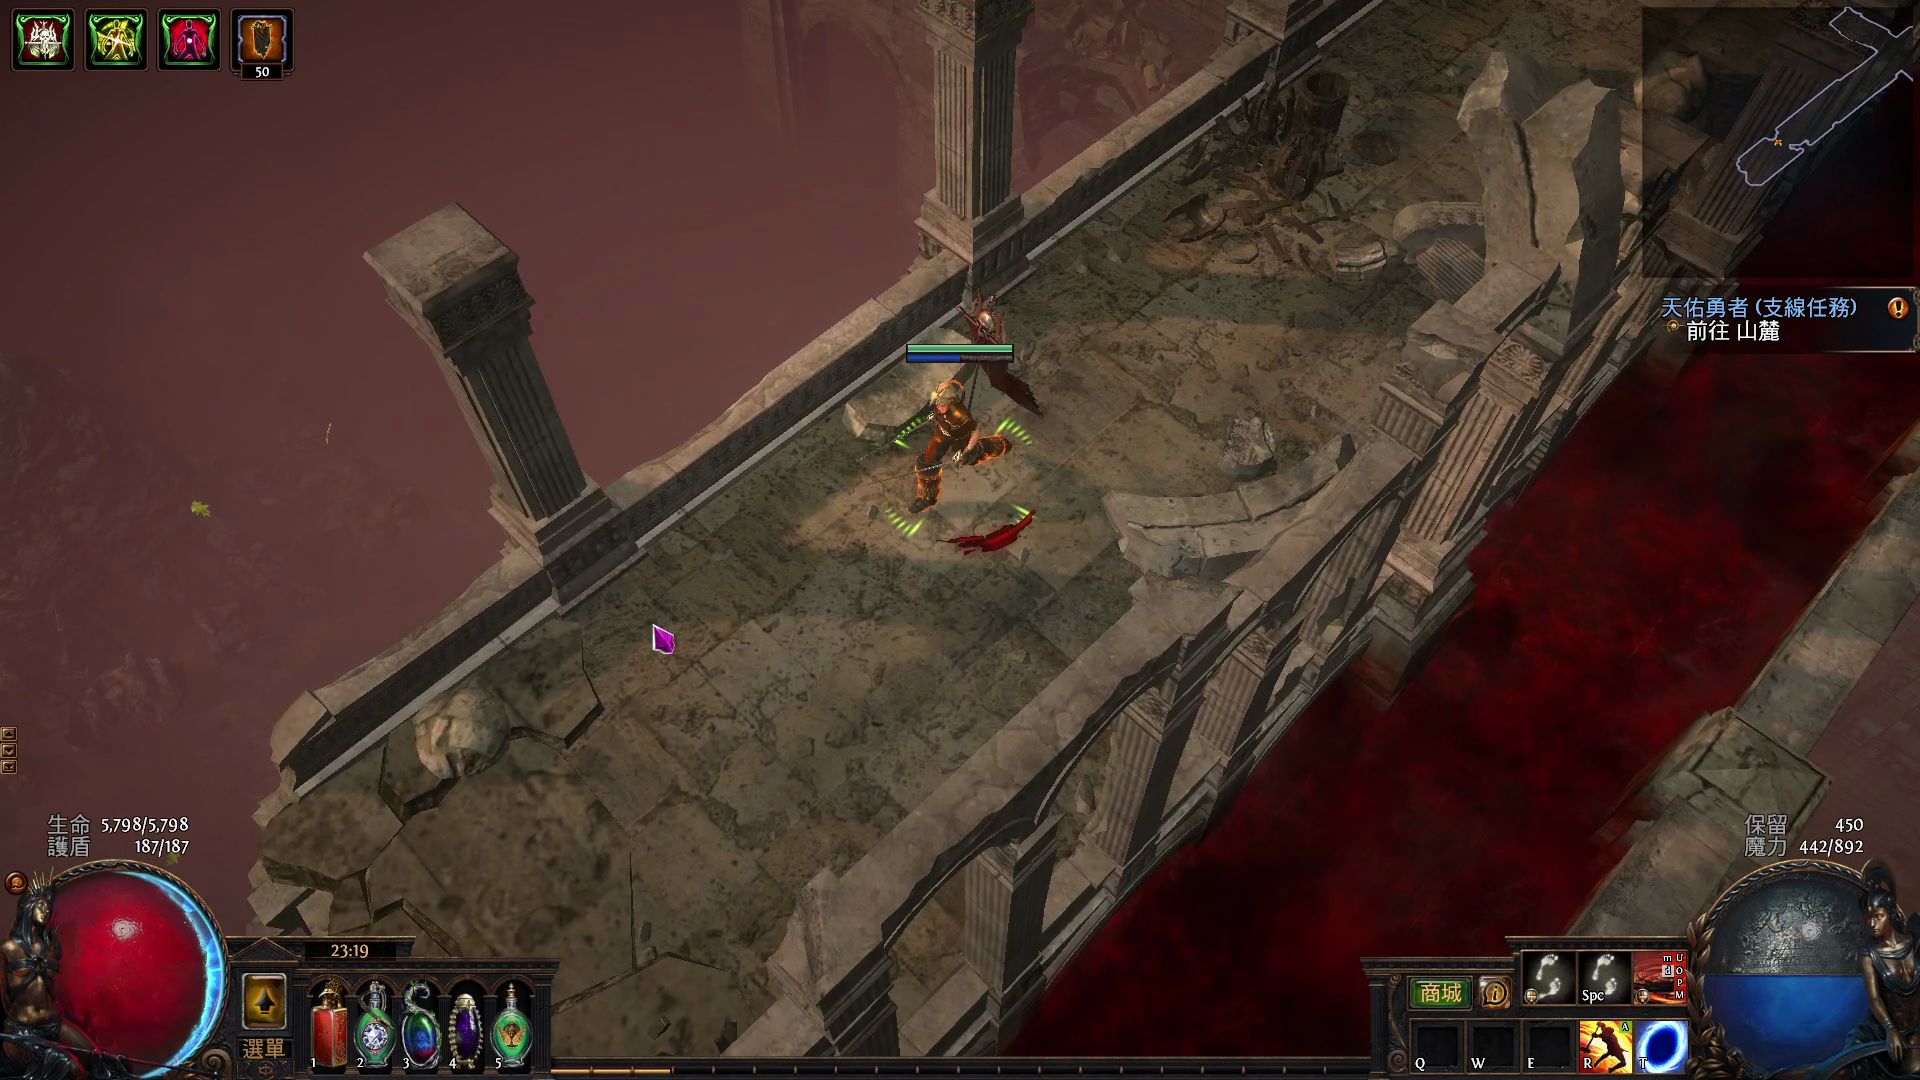 50
天佑勇者 (支線任務)
前往 山麓
生命 5,798/5,798
護盾 187/187
保留 450
魔力 442/892
23:19
選單
1
2
3
4
5
商城
Spc
m U
d O
P
M
Q
W
E
R
A
T